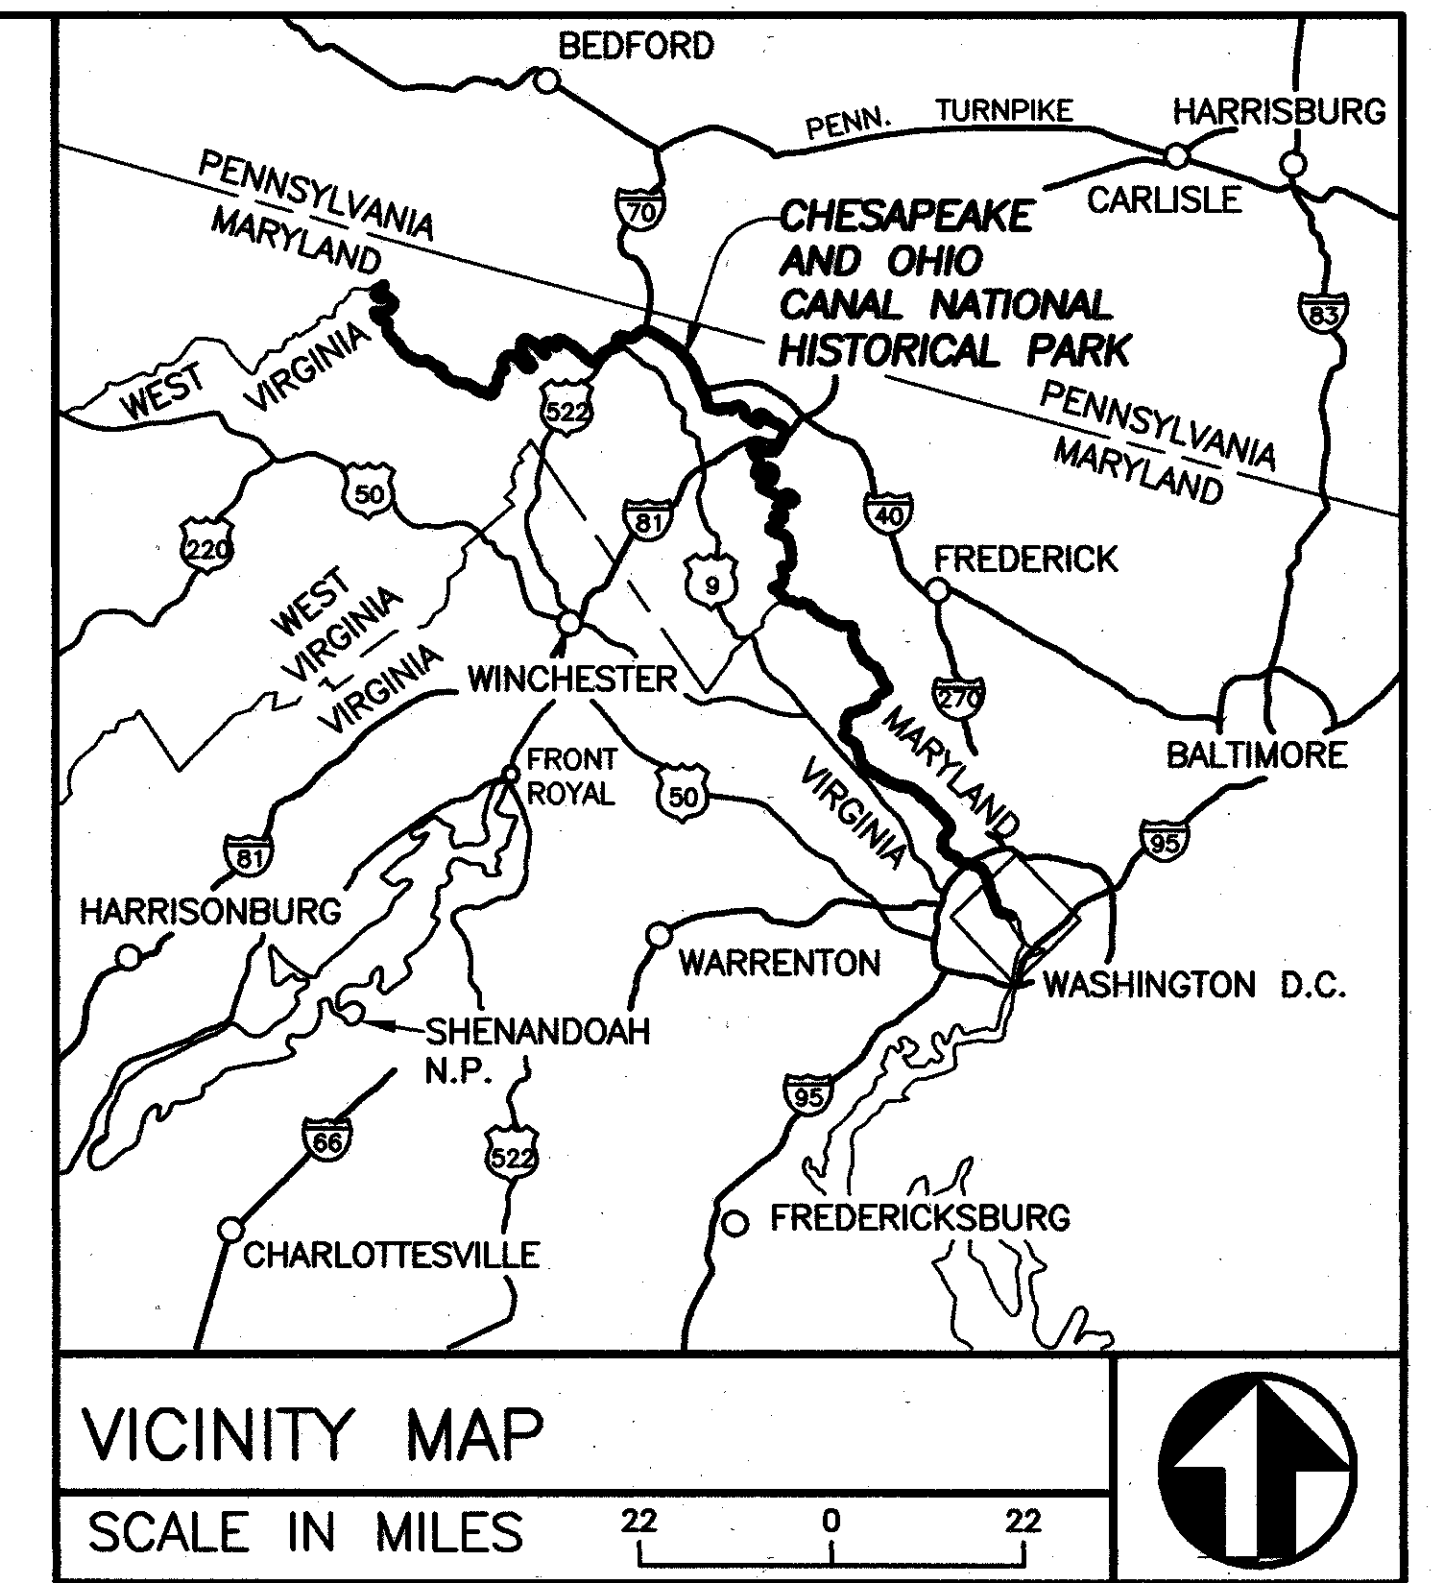 BEDFORD
PENN. TURNPIKE
HARRISBURG
CARLISLE
PENNSYLVANIA
MARYLAND
70
CHESAPEAKE
AND OHIO
CANAL NATIONAL
HISTORICAL PARK
83
WEST VIRGINIA
522
PENNSYLVANIA
MARYLAND
50
220
81
9
40
FREDERICK
WEST
VIRGINIA
VIRGINIA
WINCHESTER
270
MARYLAND
VIRGINIA
BALTIMORE
FRONT
ROYAL
50
81
95
HARRISONBURG
WARRENTON
WASHINGTON D.C.
SHENANDOAH
N.P.
95
66
522
FREDERICKSBURG
CHARLOTTESVILLE
VICINITY MAP
SCALE IN MILES
22 0 22